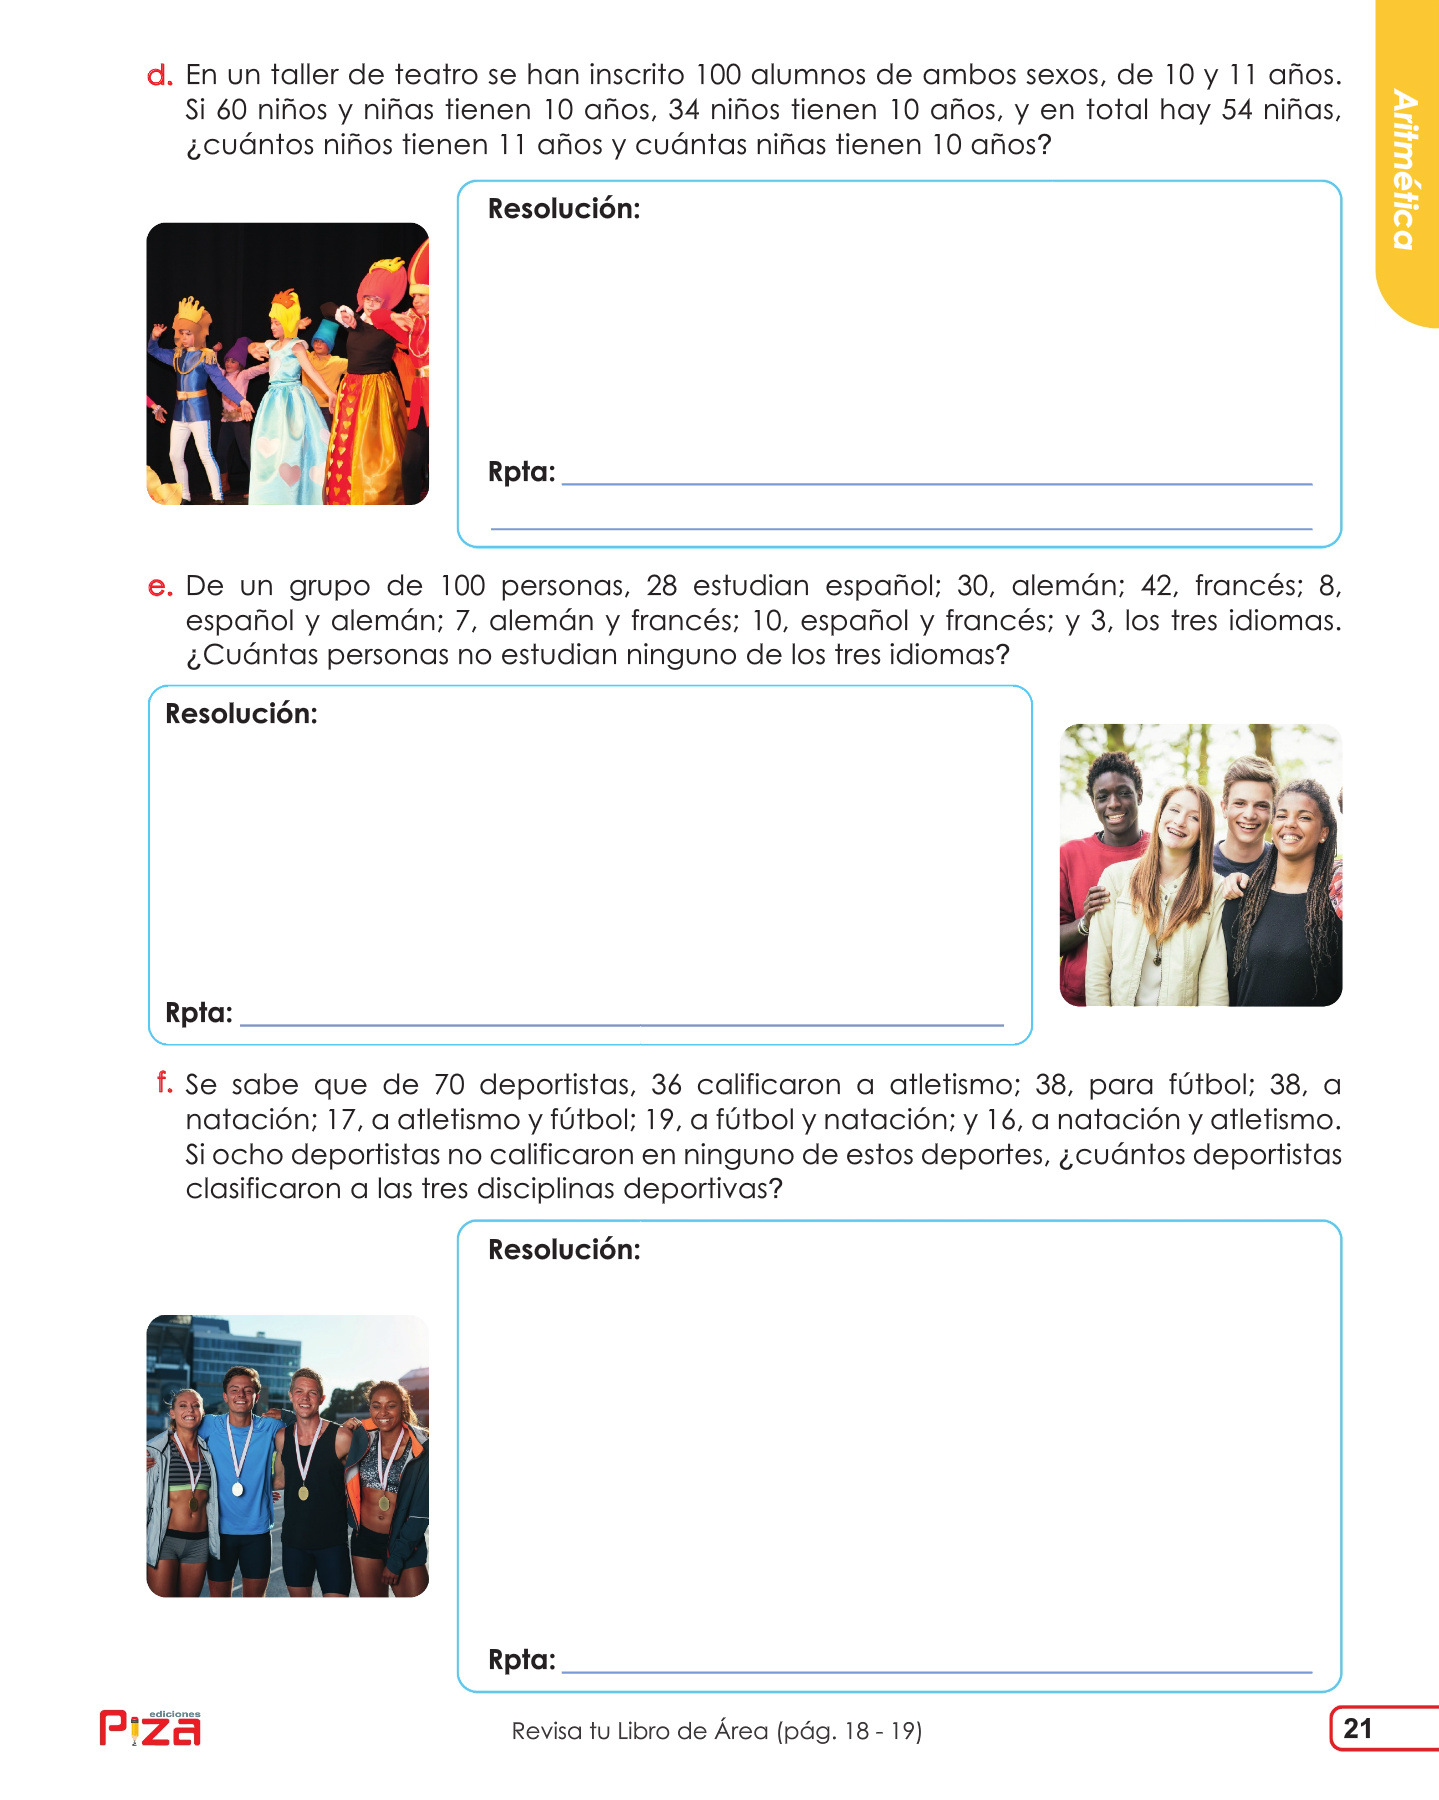 Aritmética
d. En un taller de teatro se han inscrito 100 alumnos de ambos sexos, de 10 y 11 años.
Si 60 niños y niñas tienen 10 años, 34 niños tienen 10 años, y en total hay 54 niñas,
¿cuántos niños tienen 11 años y cuántas niñas tienen 10 años?
Resolución:
Rpta:
e. De un grupo de 100 personas, 28 estudian español; 30, alemán; 42, francés; 8,
español y alemán; 7, alemán y francés; 10, español y francés; y 3, los tres idiomas.
¿Cuántas personas no estudian ninguno de los tres idiomas?
Resolución:
Rpta:
f. Se sabe que de 70 deportistas, 36 calificaron a atletismo; 38, para fútbol; 38, a
natación; 17, a atletismo y fútbol; 19, a fútbol y natación; y 16, a natación y atletismo.
Si ocho deportistas no calificaron en ninguno de estos deportes, ¿cuántos deportistas
clasificaron a las tres disciplinas deportivas?
Resolución:
Rpta:
ediciones
Piza
Revisa tu Libro de Área (pág. 18 - 19)
21